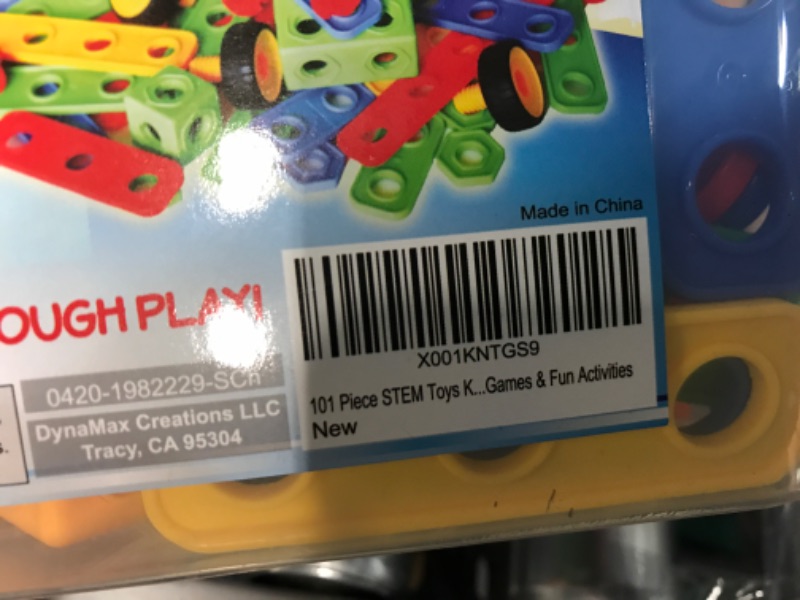 Made in China
OUGH PLAY!
X001KNTGS9
101 Piece STEM Toys K...Games & Fun Activities
New
0420-1982229-SCh
DynaMax Creations LLC
Tracy, CA 95304
s.